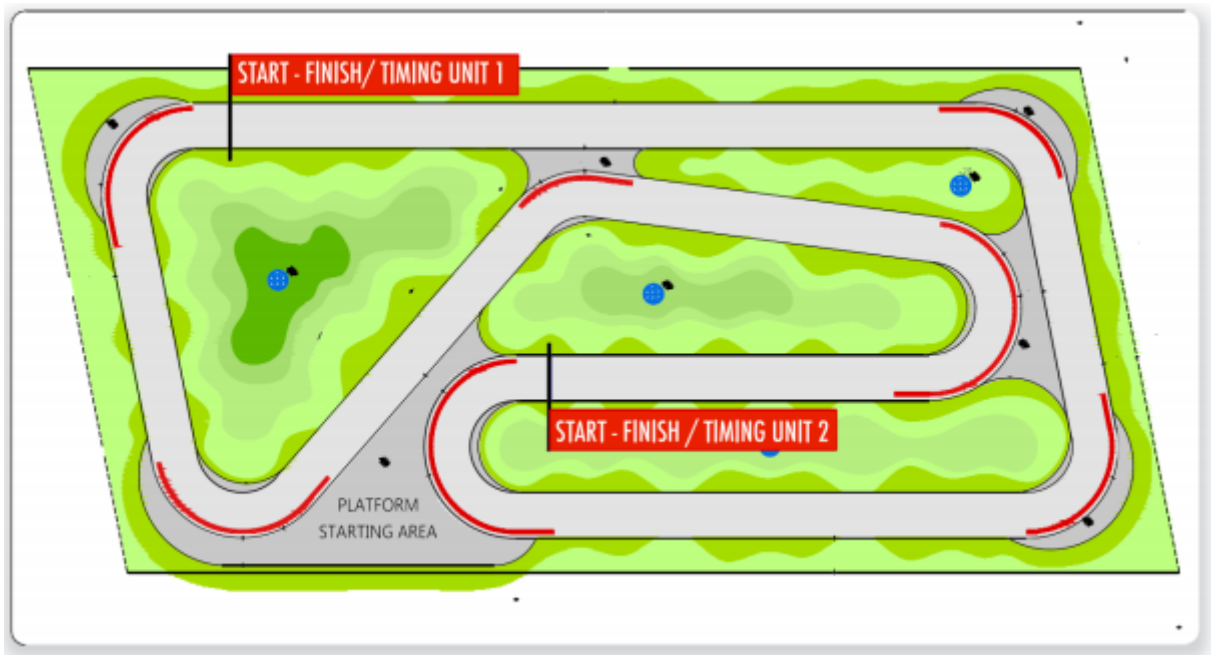 START - FINISH/ TIMING UNIT 1
START - FINISH / TIMING UNIT 2
PLATFORM
STARTING AREA